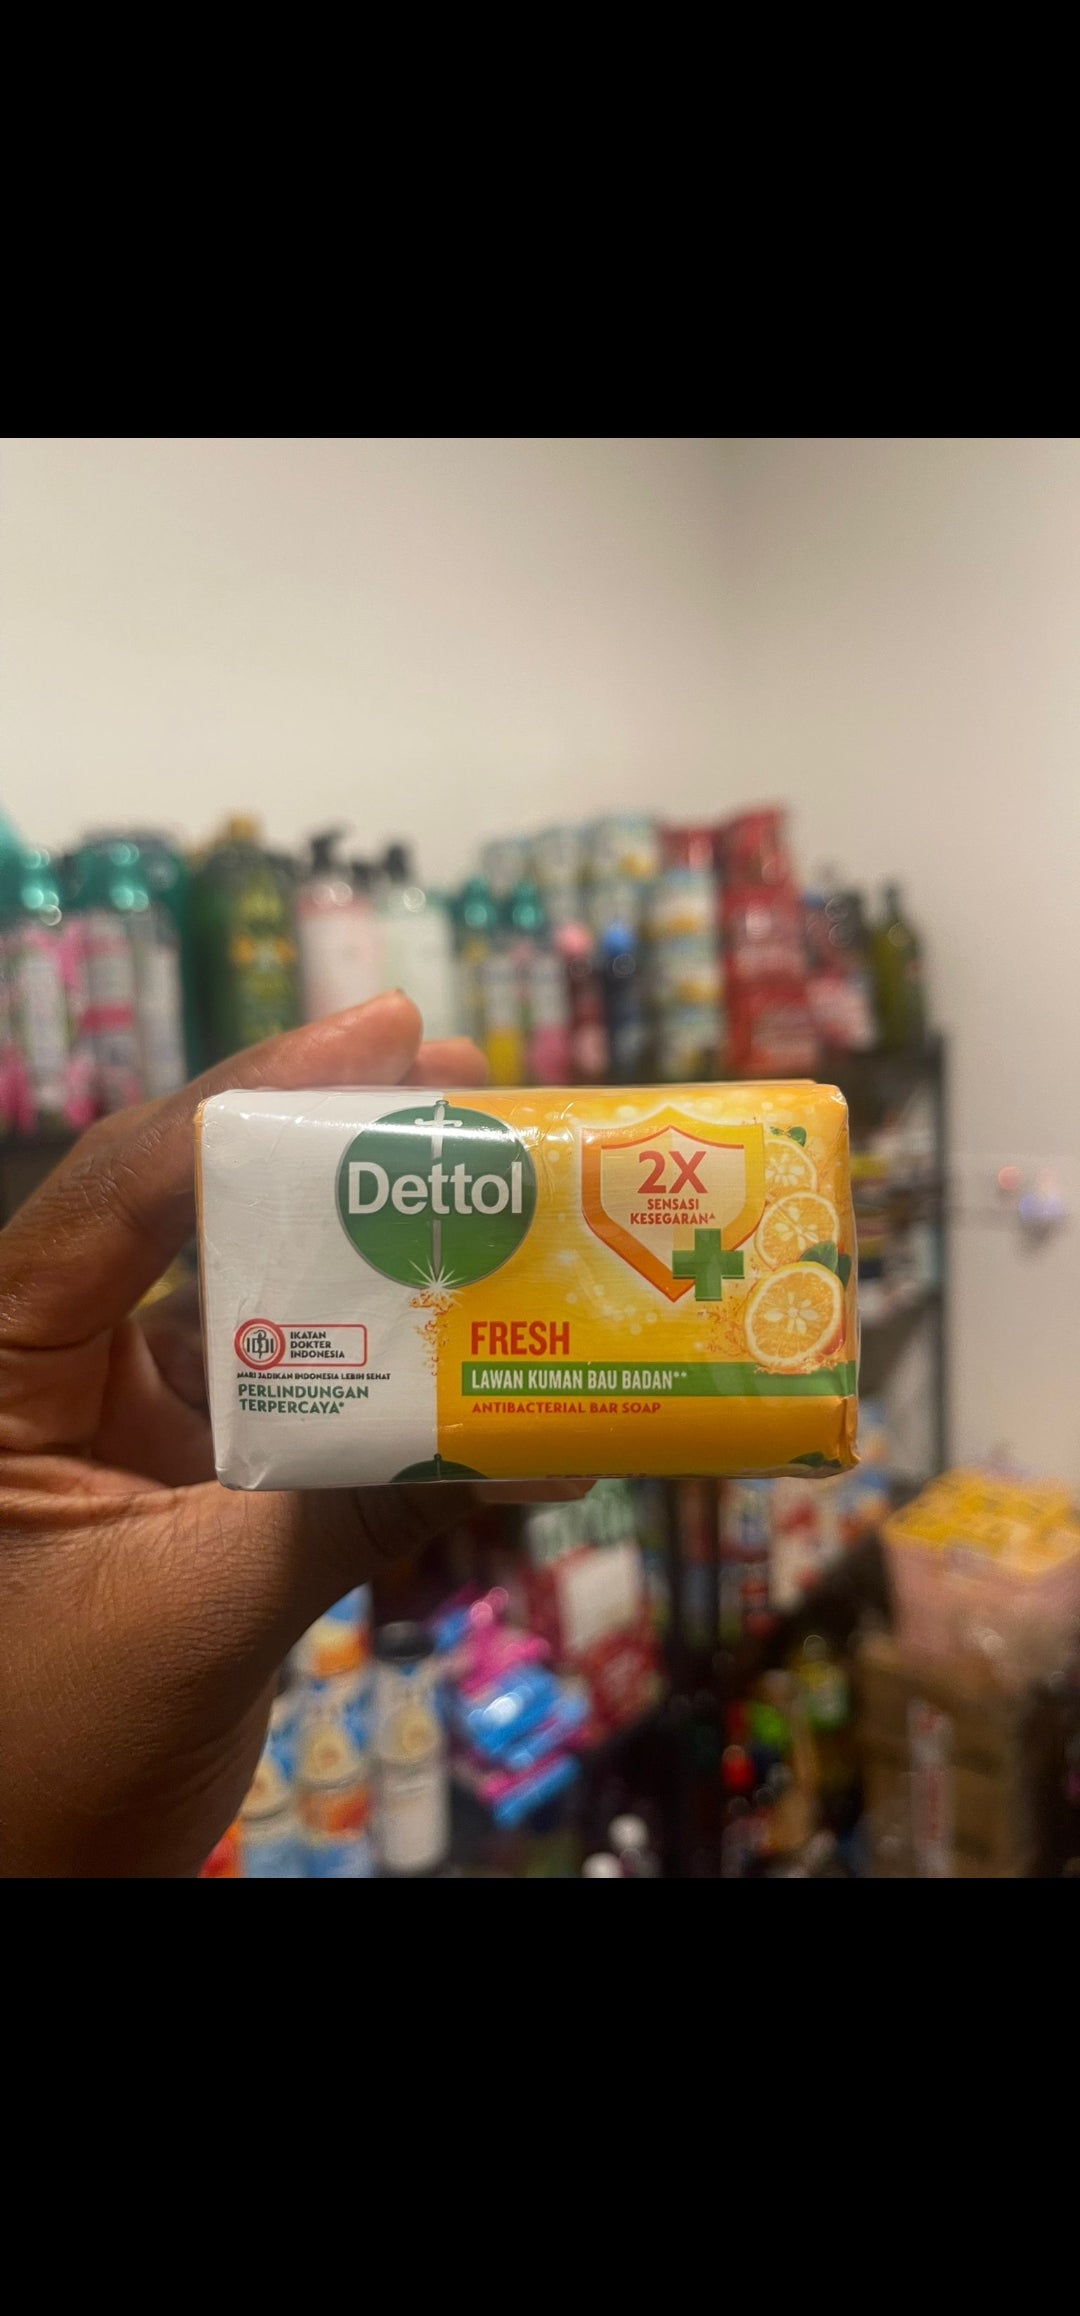 Dettol
2X
SENSASI
KESEGARAN^
FRESH
LAWAN KUMAN BAU BADAN**
ANTIBACTERIAL BAR SOAP
IKATAN
DOKTER
INDONESIA
MARI JADIKAN INDONESIA LEBIH SEHAT
PERLINDUNGAN
TERPERCAYA*